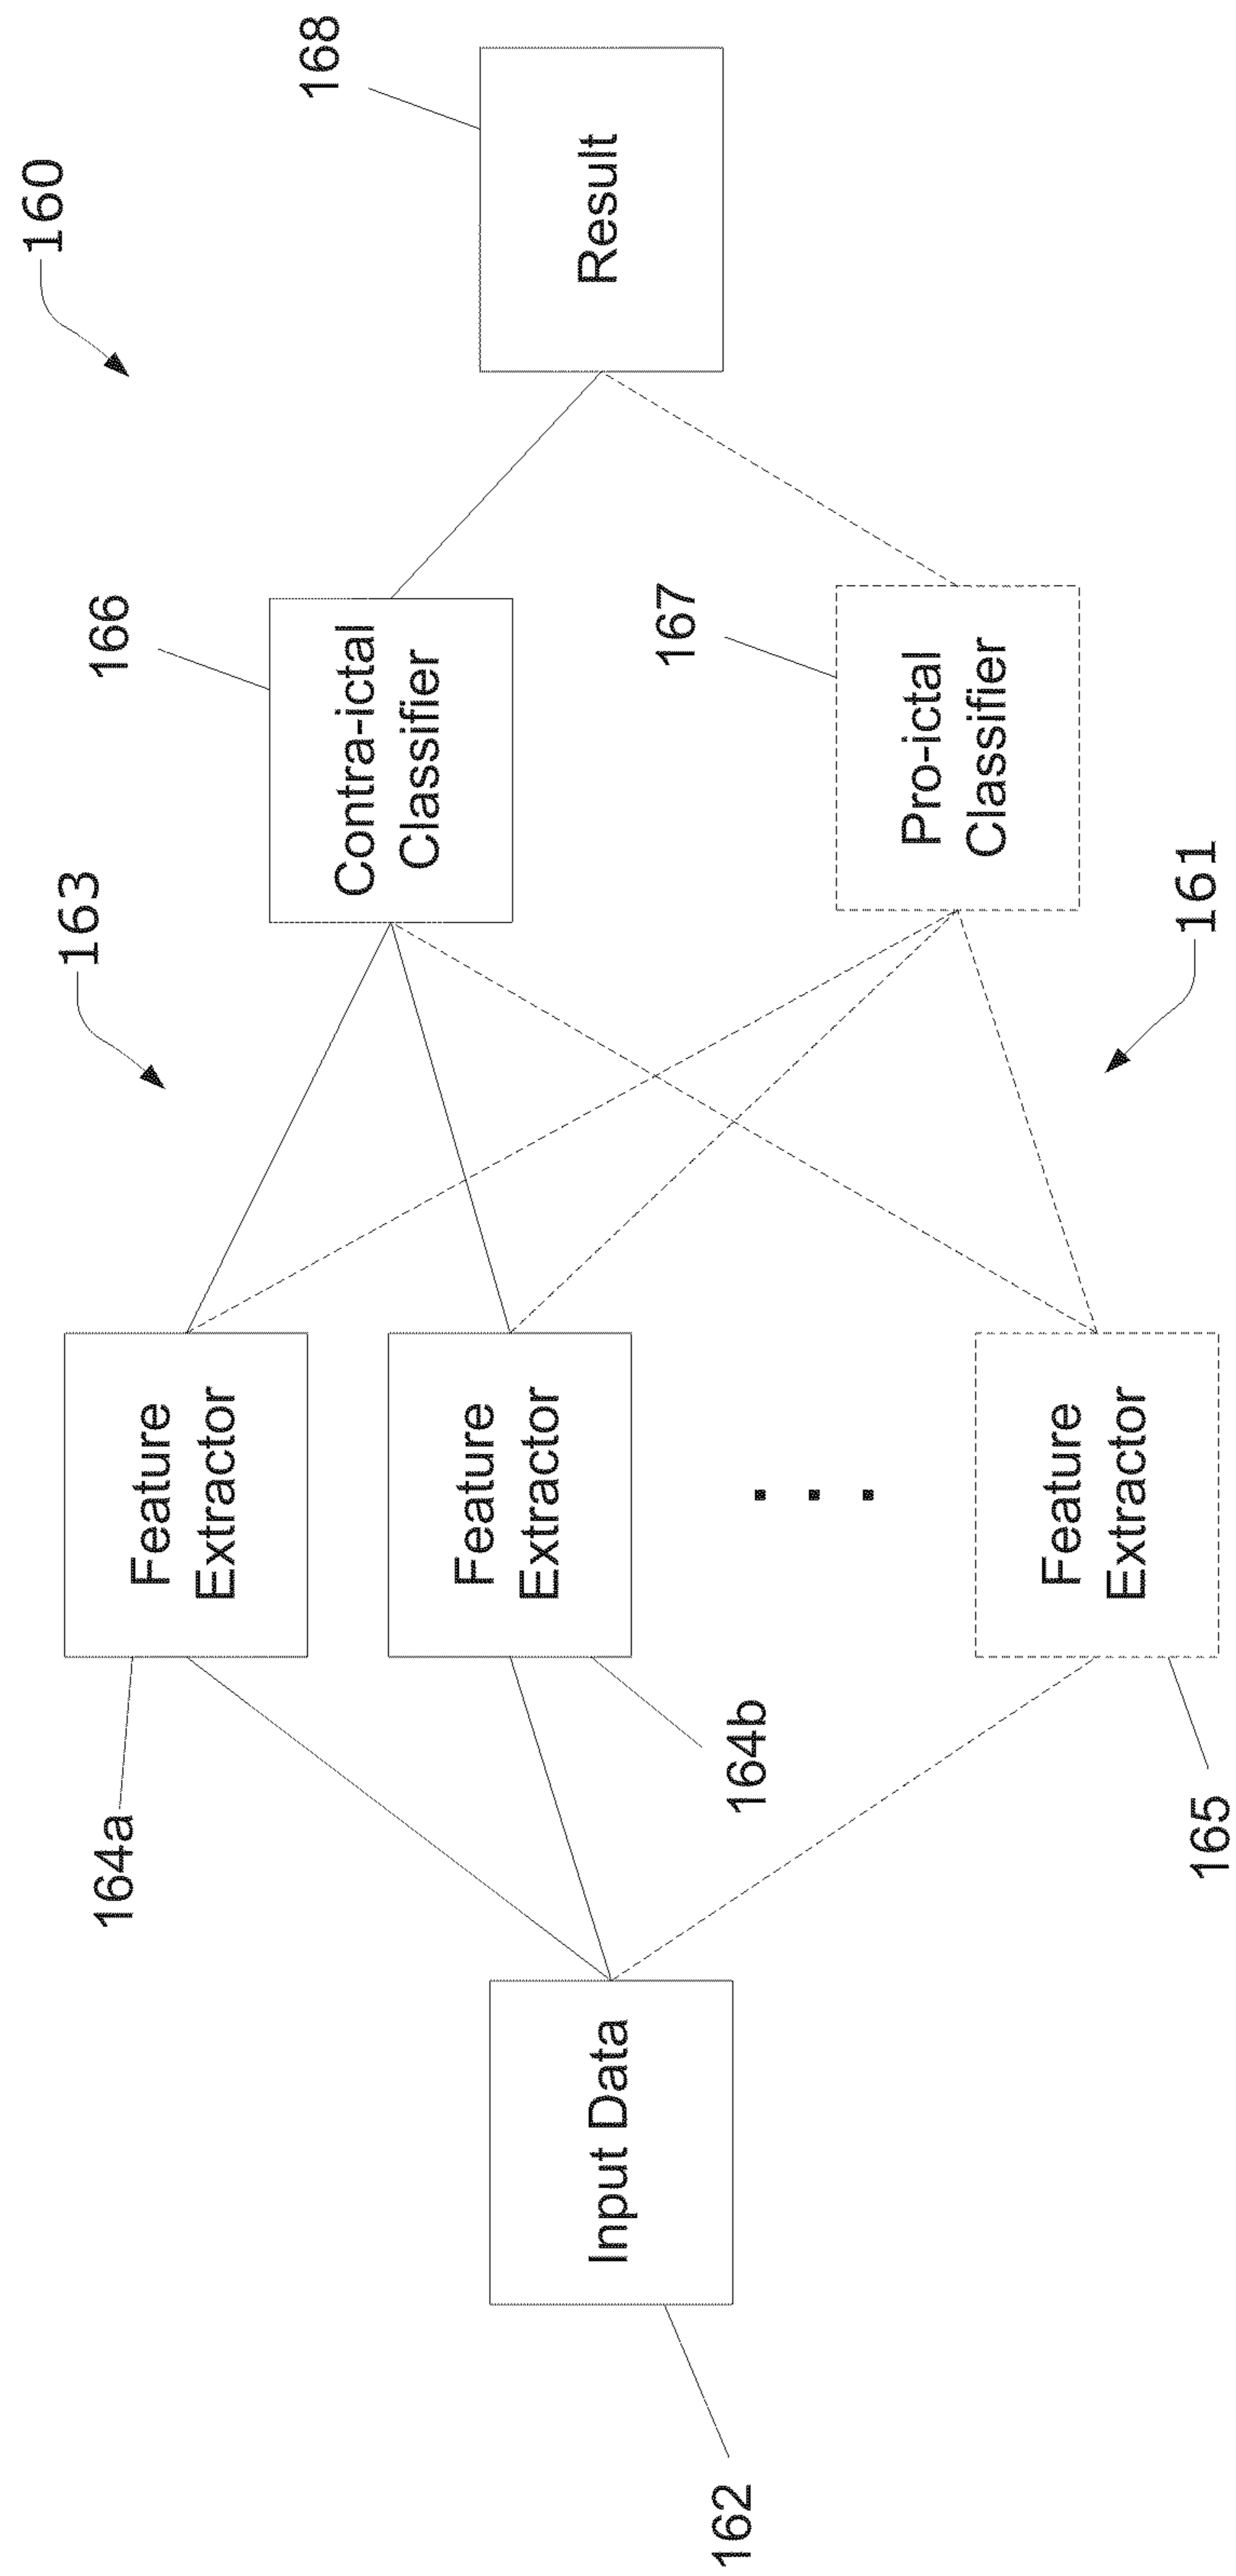 160
163
161
162
Input Data
164a
Feature
Extractor
164b
Feature
Extractor
165
Feature
Extractor
166
Contra-ictal
Classifier
167
Pro-ictal
Classifier
168
Result